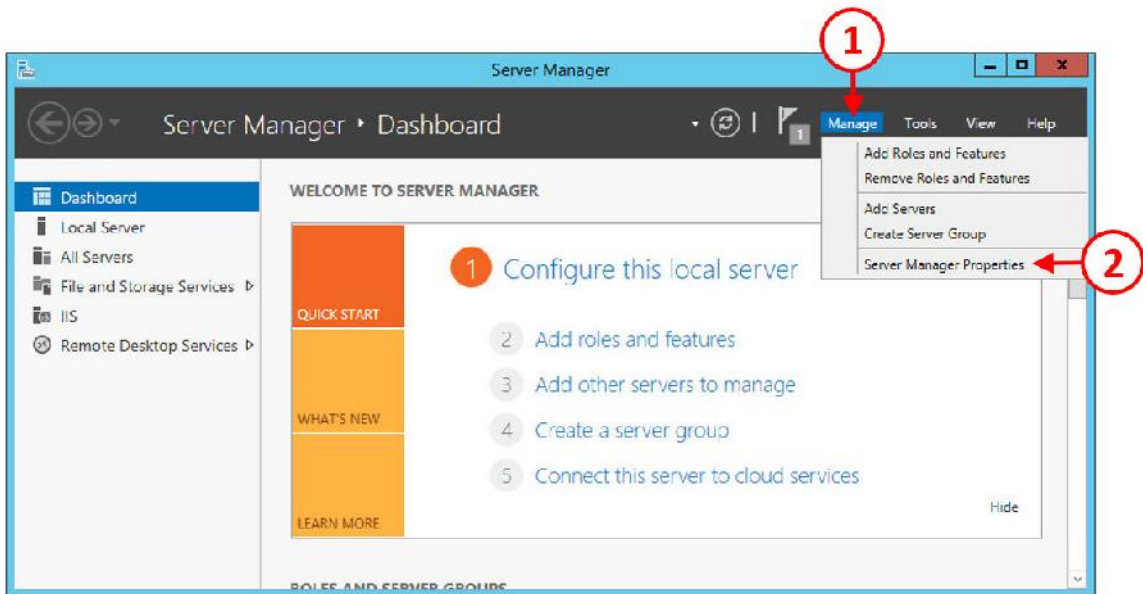 1
Server Manager
Server Manager • Dashboard
1
Manage Tools View Help
Add Roles and Features
Remove Roles and Features
Add Servers
Create Server Group
Server Manager Properties
2
Dashboard
Local Server
All Servers
File and Storage Services
IIS
Remote Desktop Services
WELCOME TO SERVER MANAGER
QUICK START
WHAT'S NEW
LEARN MORE
1 Configure this local server
2 Add roles and features
3 Add other servers to manage
4 Create a server group
5 Connect this server to cloud services
Hide
ROLES AND SERVER GROUPS